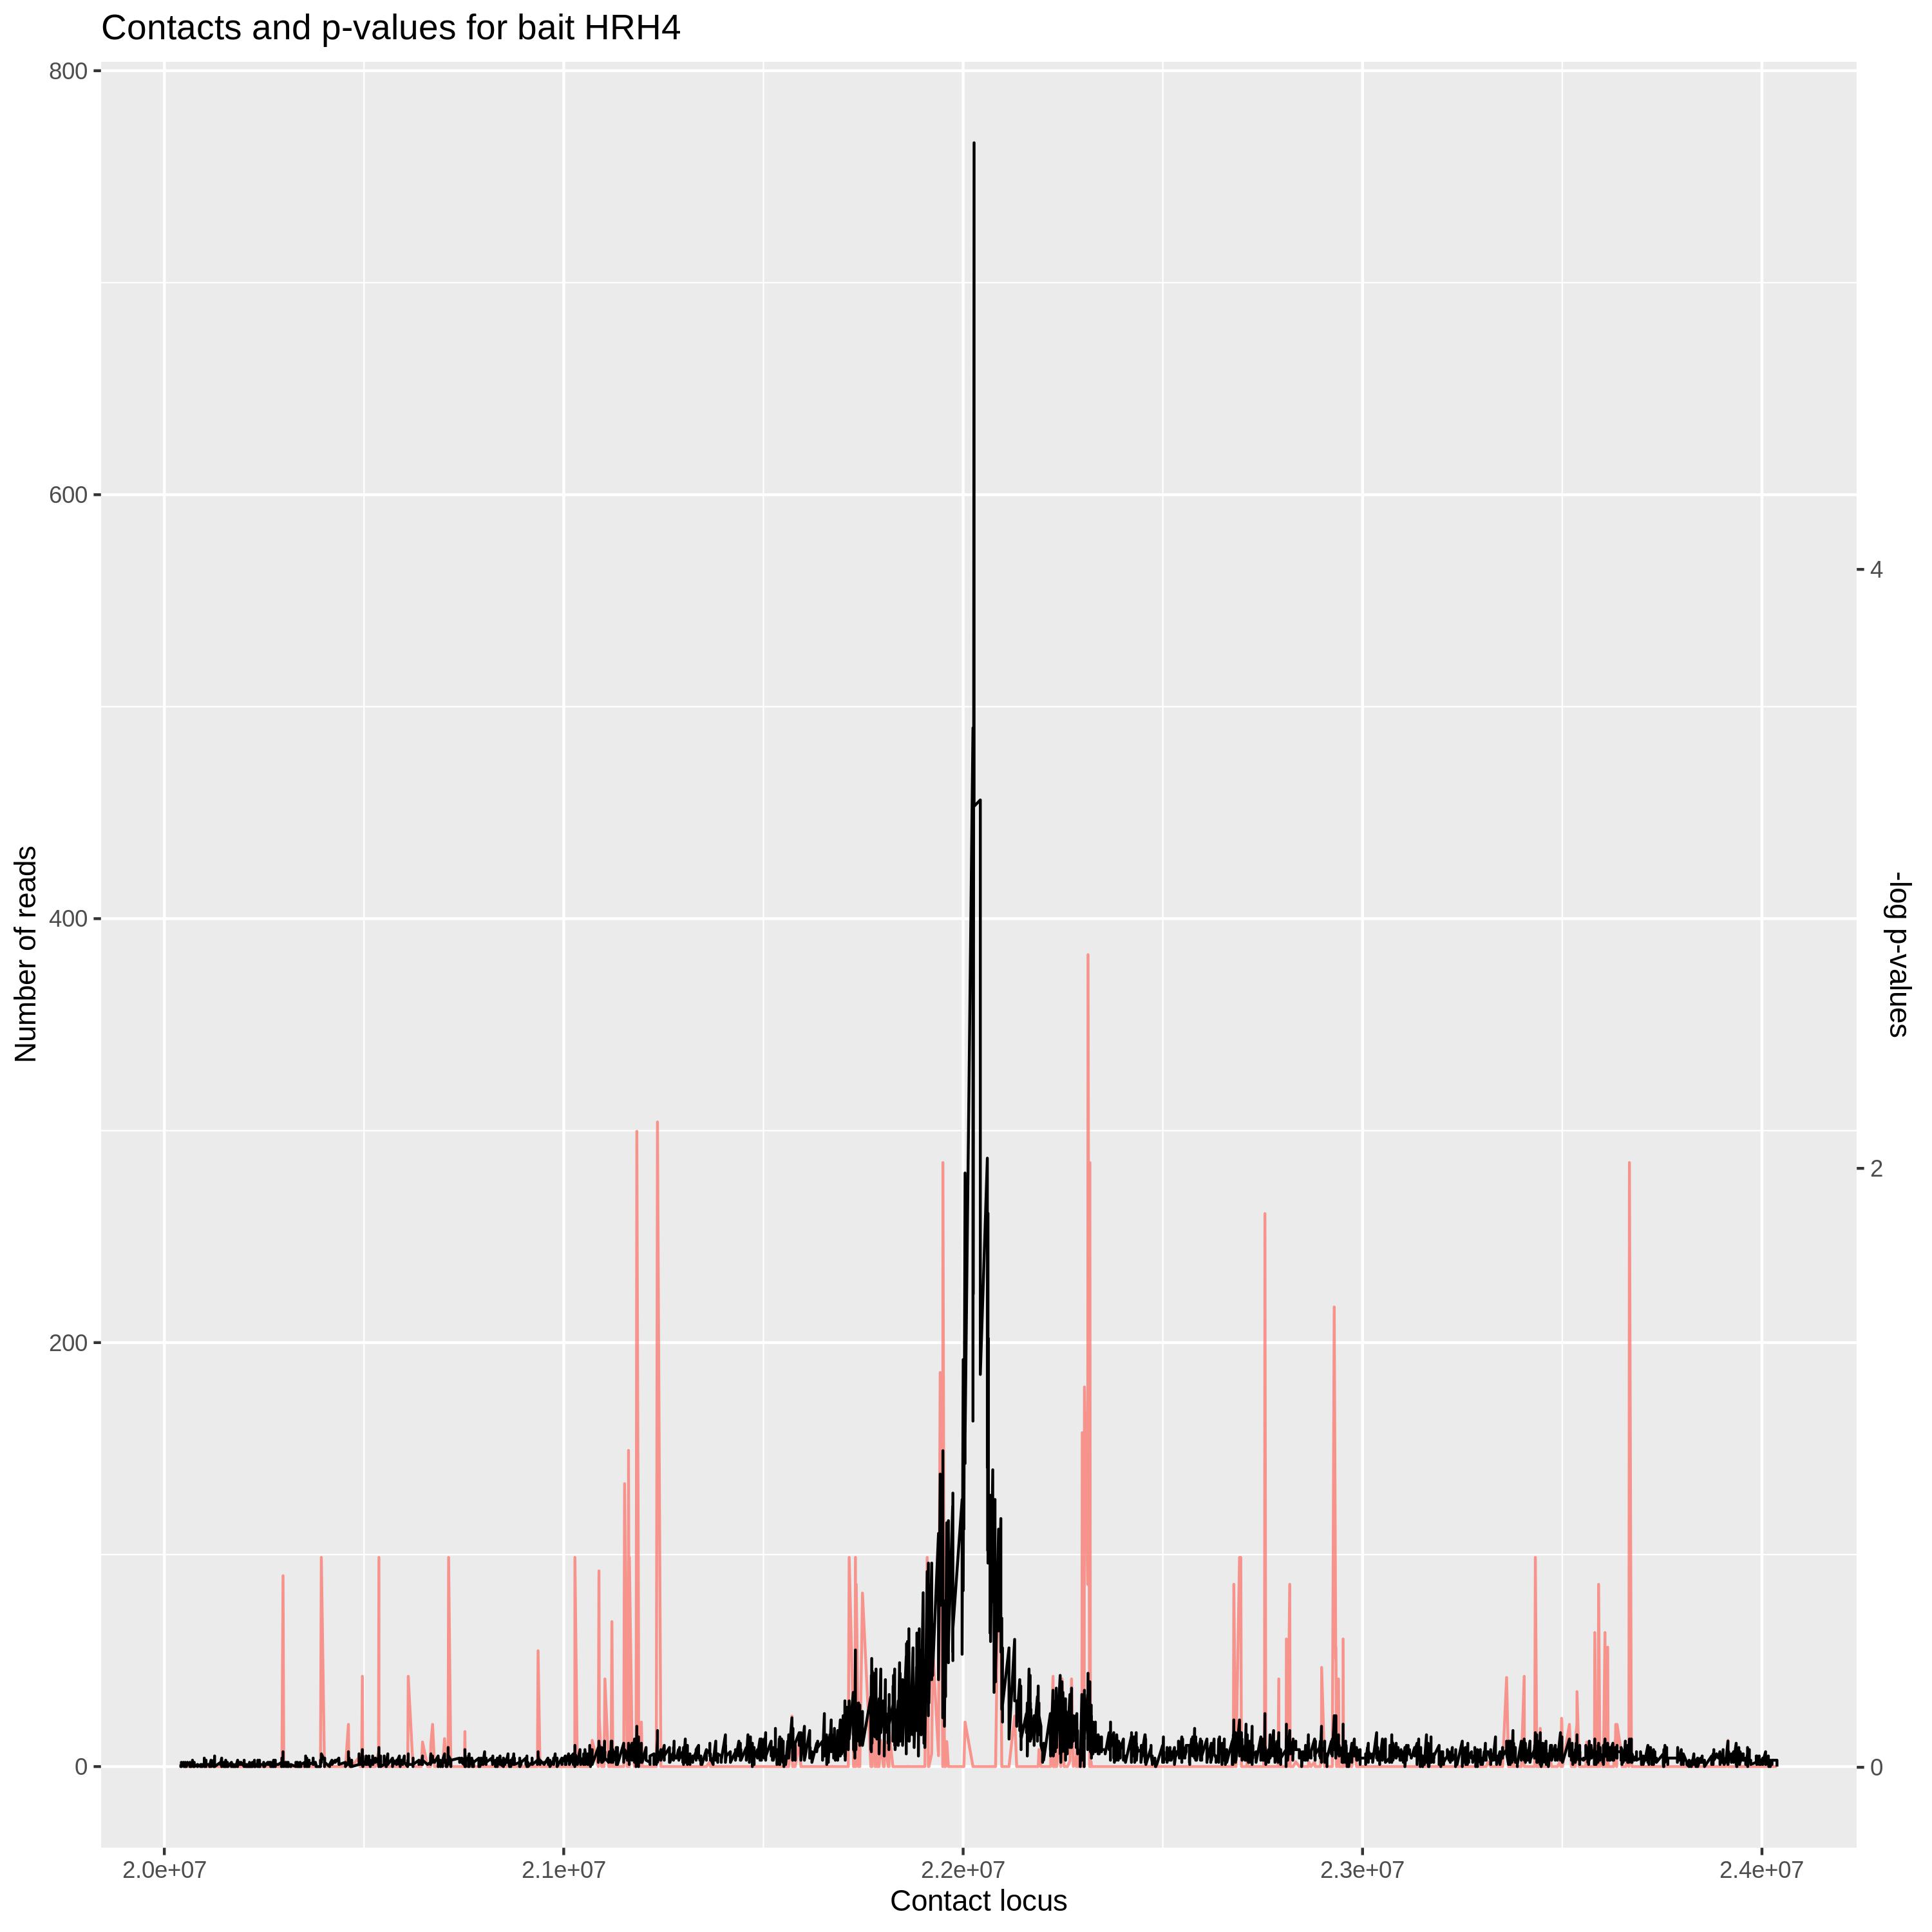 Contacts and p-values for bait HRH4
800
600
400
200
0
Number of reads
4
2
0
-log p-values
2.0e+07
2.1e+07
2.2e+07
2.3e+07
2.4e+07
Contact locus